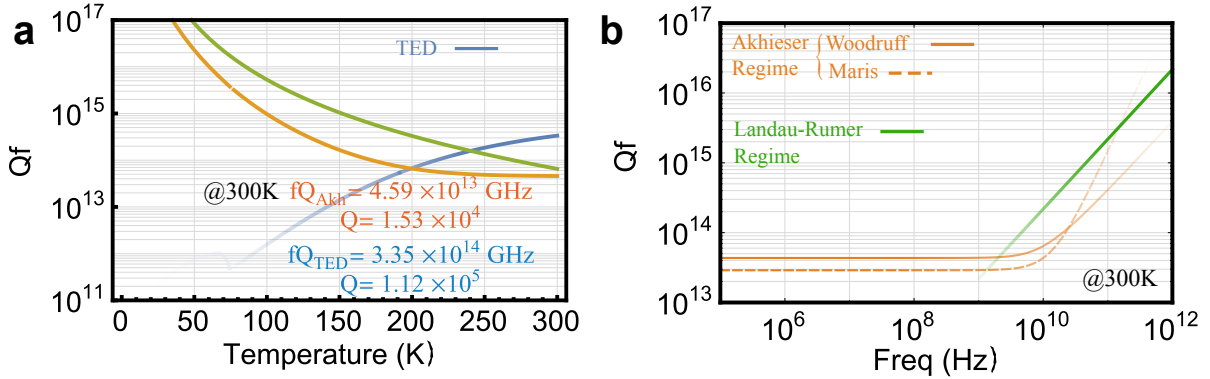 a
Qf
10^17
10^15
10^13
10^11
TED
@300K fQ_Akh= 4.59 ×10^13 GHz
Q= 1.53 ×10^4
fQ_TED= 3.35 ×10^14 GHz
Q= 1.12 ×10^5
0 50 100 150 200 250 300
Temperature (K)
b
Qf
10^17
10^16
10^15
10^14
10^13
Akhieser { Woodruff
Regime Maris
Landau-Rumer
Regime
@300K
10^6 10^8 10^10 10^12
Freq (Hz)